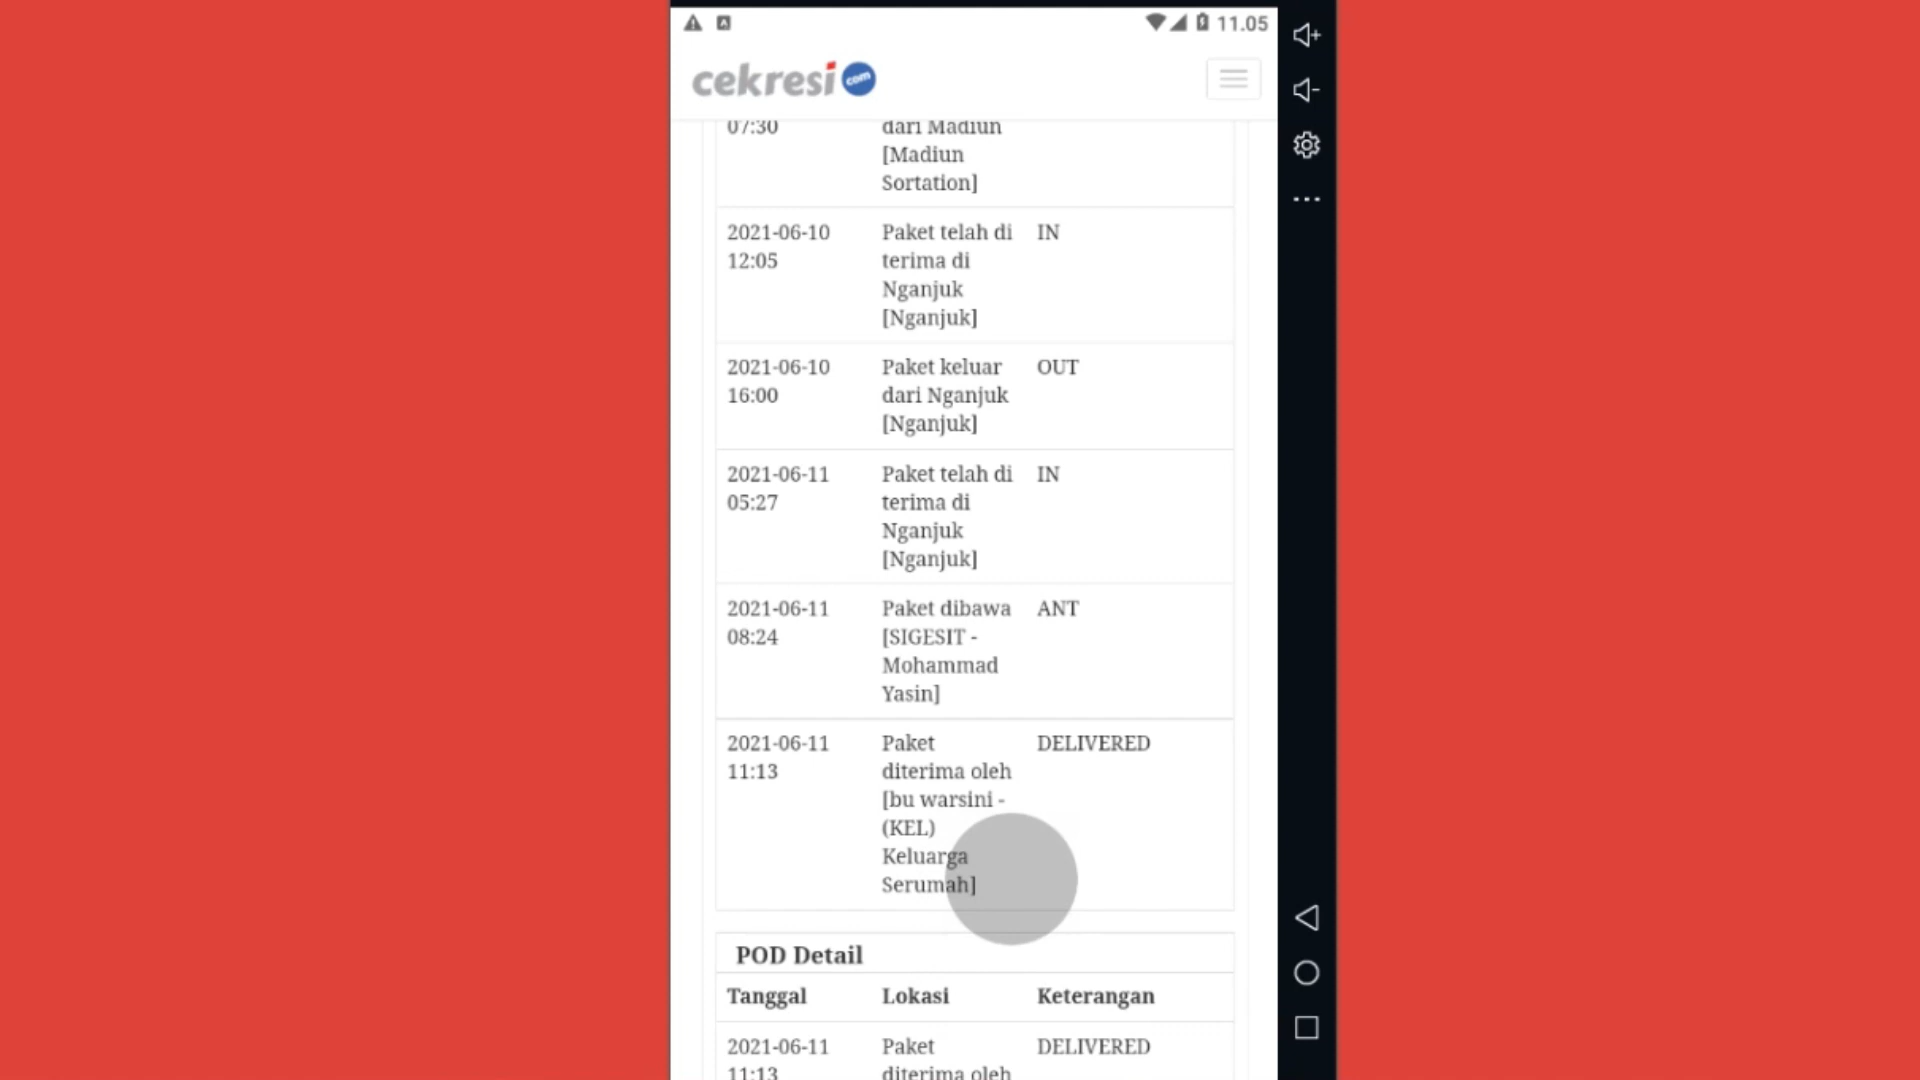 11.05
cekresi com
07:30 dari Madiun
[Madiun
Sortation]
2021-06-10 Paket telah di IN
12:05 terima di
Nganjuk
[Nganjuk]
2021-06-10 Paket keluar OUT
16:00 dari Nganjuk
[Nganjuk]
2021-06-11 Paket telah di IN
05:27 terima di
Nganjuk
[Nganjuk]
2021-06-11 Paket dibawa ANT
08:24 [SIGESIT -
Mohammad
Yasin]
2021-06-11 Paket DELIVERED
11:13 diterima oleh
[bu warsini -
(KEL)
Keluarga
Serumah]
POD Detail
Tanggal Lokasi Keterangan
2021-06-11 Paket DELIVERED
11:13 diterima oleh